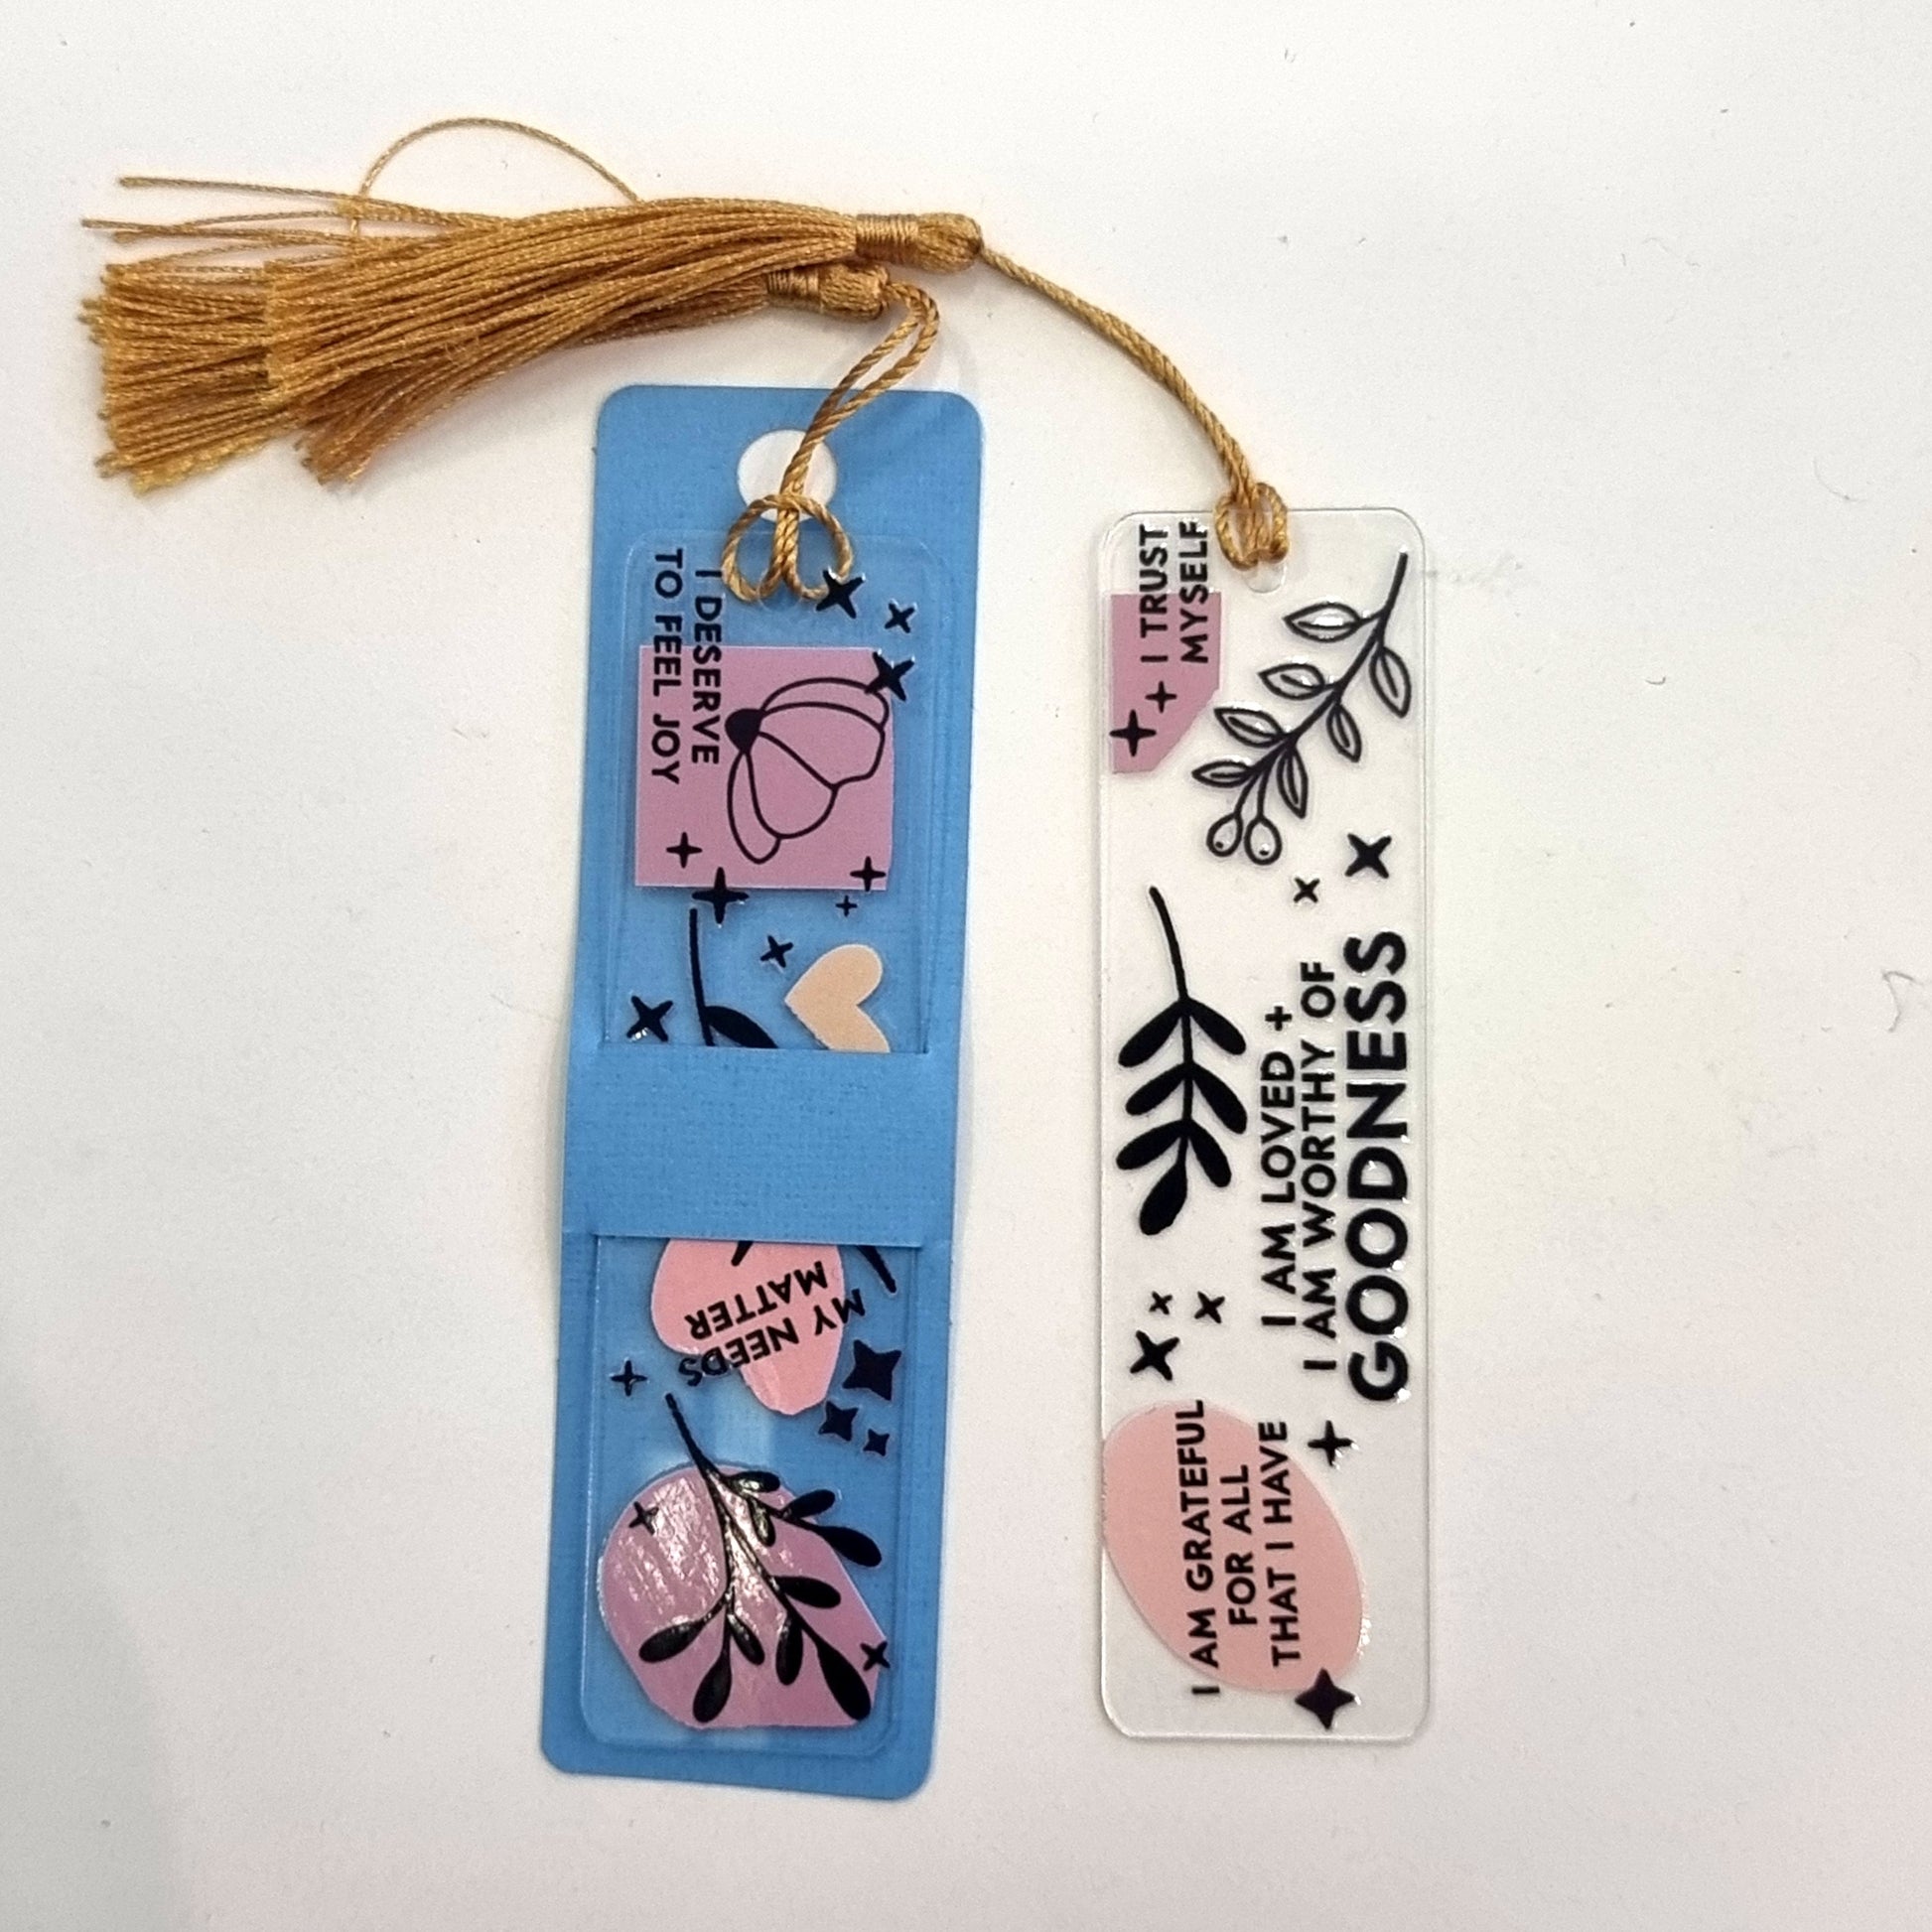 I DESERVE
TO FEEL JOY
MY NEEDS
MATTER
I TRUST
MYSELF
I AM LOVED +
I AM WORTHY OF
GOODNESS
I AM GRATEFUL
FOR ALL
THAT I HAVE